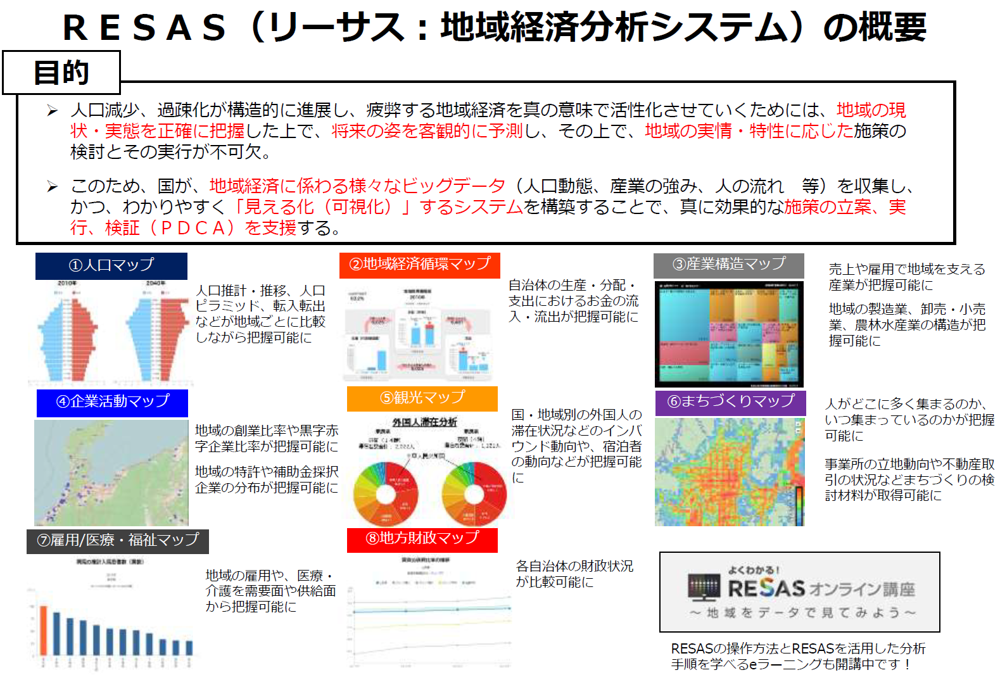 ＲＥＳＡＳ（リーサス：地域経済分析システム）の概要
目的
➢ 人口減少、過疎化が構造的に進展し、疲弊する地域経済を真の意味で活性化させていくためには、地域の現
状・実態を正確に把握した上で、将来の姿を客観的に予測し、その上で、地域の実情・特性に応じた施策の
検討とその実行が不可欠。
➢ このため、国が、地域経済に係わる様々なビッグデータ（人口動態、産業の強み、人の流れ　等）を収集し、
かつ、わかりやすく「見える化（可視化）」するシステムを構築することで、真に効果的な施策の立案、実
行、検証（ＰＤＣＡ）を支援する。
①人口マップ
2010年
2040年
人口推計・推移、人口
ピラミッド、転入転出
などが地域ごとに比較
しながら把握可能に
②地域経済循環マップ
2010年
自治体の生産・分配・
支出におけるお金の流
入・流出が把握可能に
③産業構造マップ
売上や雇用で地域を支える
産業が把握可能に
地域の製造業、卸売・小売
業、農林水産業の構造が把
握可能に
④企業活動マップ
地域の創業比率や黒字赤
字企業比率が把握可能に
地域の特許や補助金採択
企業の分布が把握可能に
⑤観光マップ
外国人滞在分析
国・地域別の外国人の
滞在状況などのインバ
ウンド動向や、宿泊者
の動向などが把握可能
に
⑥まちづくりマップ
人がどこに多く集まるのか、
いつ集まっているのかが把握
可能に
事業所の立地動向や不動産取
引の状況などまちづくりの検
討材料が取得可能に
⑦雇用/医療・福祉マップ
地域の雇用や、医療・
介護を需要面や供給面
から把握可能に
⑧地方財政マップ
各自治体の財政状況
が比較可能に
よくわかる！
RESAS オンライン講座
～地域をデータで見てみよう～
RESASの操作方法とRESASを活用した分析
手順を学べるeラーニングも開講中です！